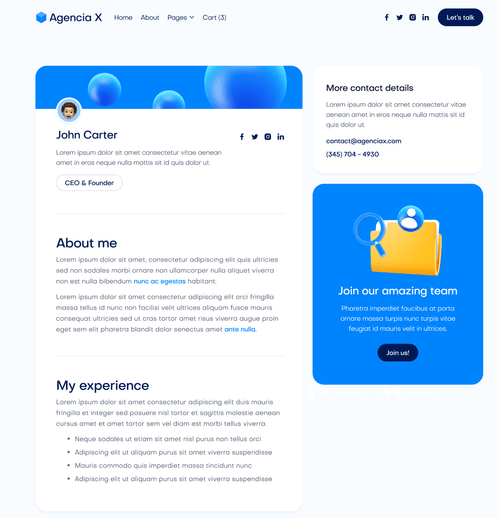 Agencia X
Home
About
Pages
Cart (3)
Let's talk
John Carter
Lorem ipsum dolor sit amet consectetur sitamet enean
amet in eros neque nulla mattis sit id quis dolor ut.
CEO & Founder
About me
Lorem ipsum dolor sit amet, consectetur adipiscing elit quis ultricies
sed non sodales morbi ornare non ullamcorper nulla aliquet viverra
non est nulla bibendum nunc ac egestas habitant.
Lorem ipsum dolor sit amet, consectetur adipiscing elit orci fringilla
massa tellus id nunc non facilisi velit ultrices aliquam fusce mauris
consequat ultricies sed ut cras tortor amet risus viverra augue proin
eget sem elit pharetra blandit dolor senectus amet ante nulla.
My experience
Lorem ipsum dolor sit amet consectetur adipiscing elit duis mauris
fringilla et integer sed posuere nisl tortor et sagittis molestie aenean
cursus amet et amet tortor sem vel diam est morbi tellus viverra.
• Neque sodales ut etiam sit amet nisl purus non tellus orci
• Adipiscing elit ut aliquam purus sit amet viverra suspendisse
• Mauris commodo quis imperdiet massa tincidunt nunc
• Adipiscing elit ut aliquam purus sit amet viverra suspendisse
More contact details
Lorem ipsum dolor sit amet consectetur vitae
aenean amet in eros neque nulla mattis sit id
quis dolor ut.
contact@agenciax.com
(345) 704 - 4930
Join our amazing team
Pharetra imperdiet faucibus at porta
ornare massa turpis nunc turpis vitae
feugiat id mauris velit in ultrices.
Join us!